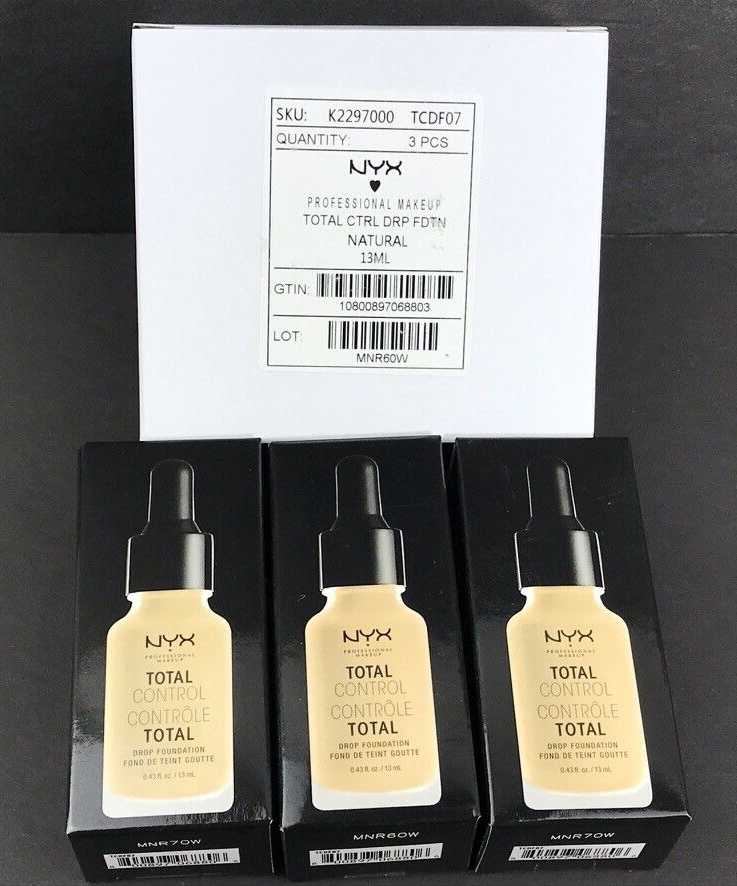 SKU: K2297000 TCDF07
QUANTITY: 3 PCS
NYX
PROFESSIONAL MAKEUP
TOTAL CTRL DRP FDTN
NATURAL
13ML
GTIN:
10800897068803
LOT:
MNR60W
NYX
PROFESSIONAL
MAKEUP
TOTAL
CONTROL
CONTRÔLE
TOTAL
DROP FOUNDATION
FOND DE TEINT GOUTTE
0.43 fl. oz. / 13 mL
MNR70W
TCDF07
NYX
PROFESSIONAL
MAKEUP
TOTAL
CONTROL
CONTRÔLE
TOTAL
DROP FOUNDATION
FOND DE TEINT GOUTTE
0.43 fl. oz. / 13 mL
MNR60W
TCDF07
NYX
PROFESSIONAL
MAKEUP
TOTAL
CONTROL
CONTRÔLE
TOTAL
DROP FOUNDATION
FOND DE TEINT GOUTTE
0.43 fl. oz. / 13 mL
MNR70W
TCDF07